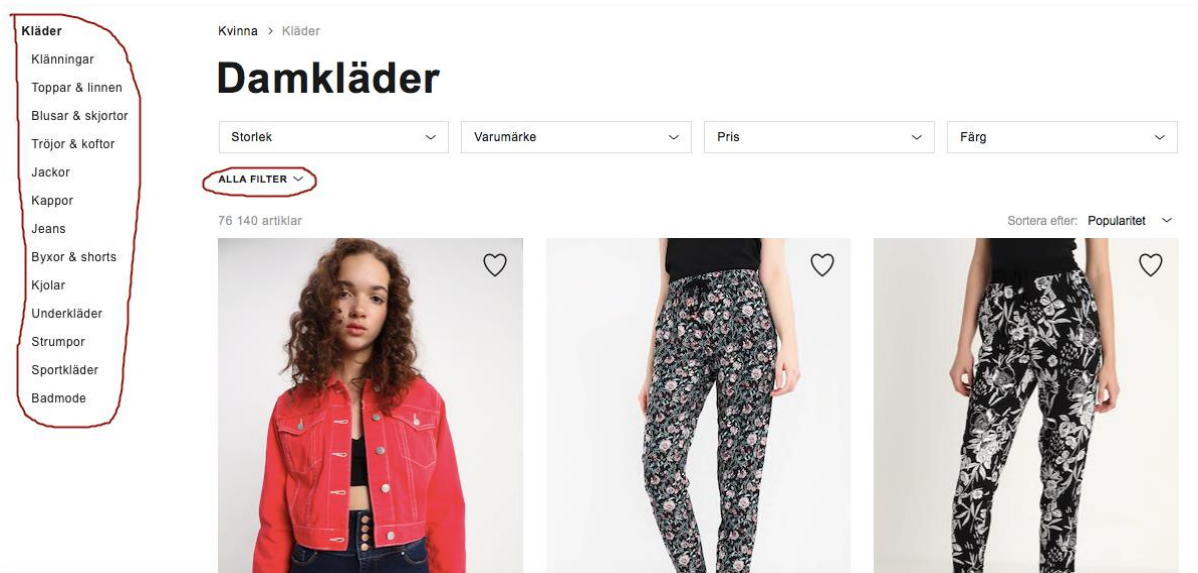 Kläder
Klänningar
Toppar & linnen
Blusar & skjortor
Tröjor & koftor
Jackor
Kappor
Jeans
Byxor & shorts
Kjolar
Underkläder
Strumpor
Sportkläder
Badmode
Kvinna > Kläder
Damkläder
Storlek
Varumärke
Pris
Färg
ALLA FILTER
76 140 artiklar
Sortera efter: Popularitet